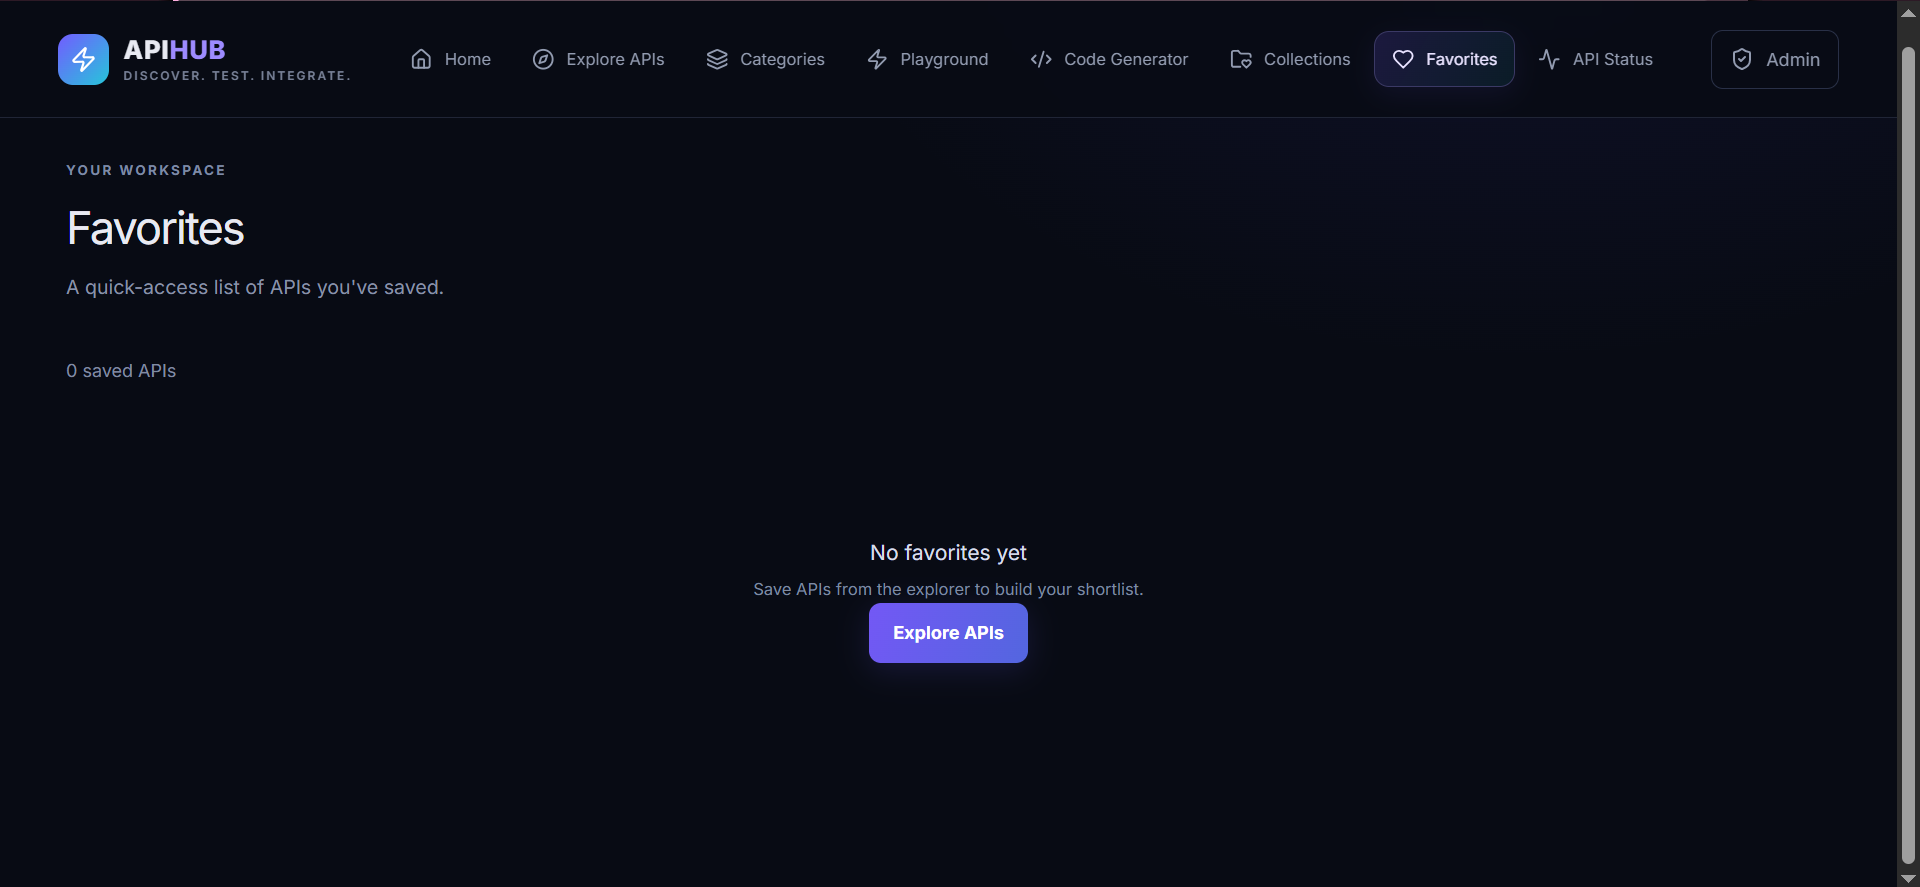 APIHUB
DISCOVER. TEST. INTEGRATE.
Home
Explore APIs
Categories
Playground
Code Generator
Collections
Favorites
API Status
Admin
YOUR WORKSPACE
Favorites
A quick-access list of APIs you've saved.
0 saved APIs
No favorites yet
Save APIs from the explorer to build your shortlist.
Explore APIs